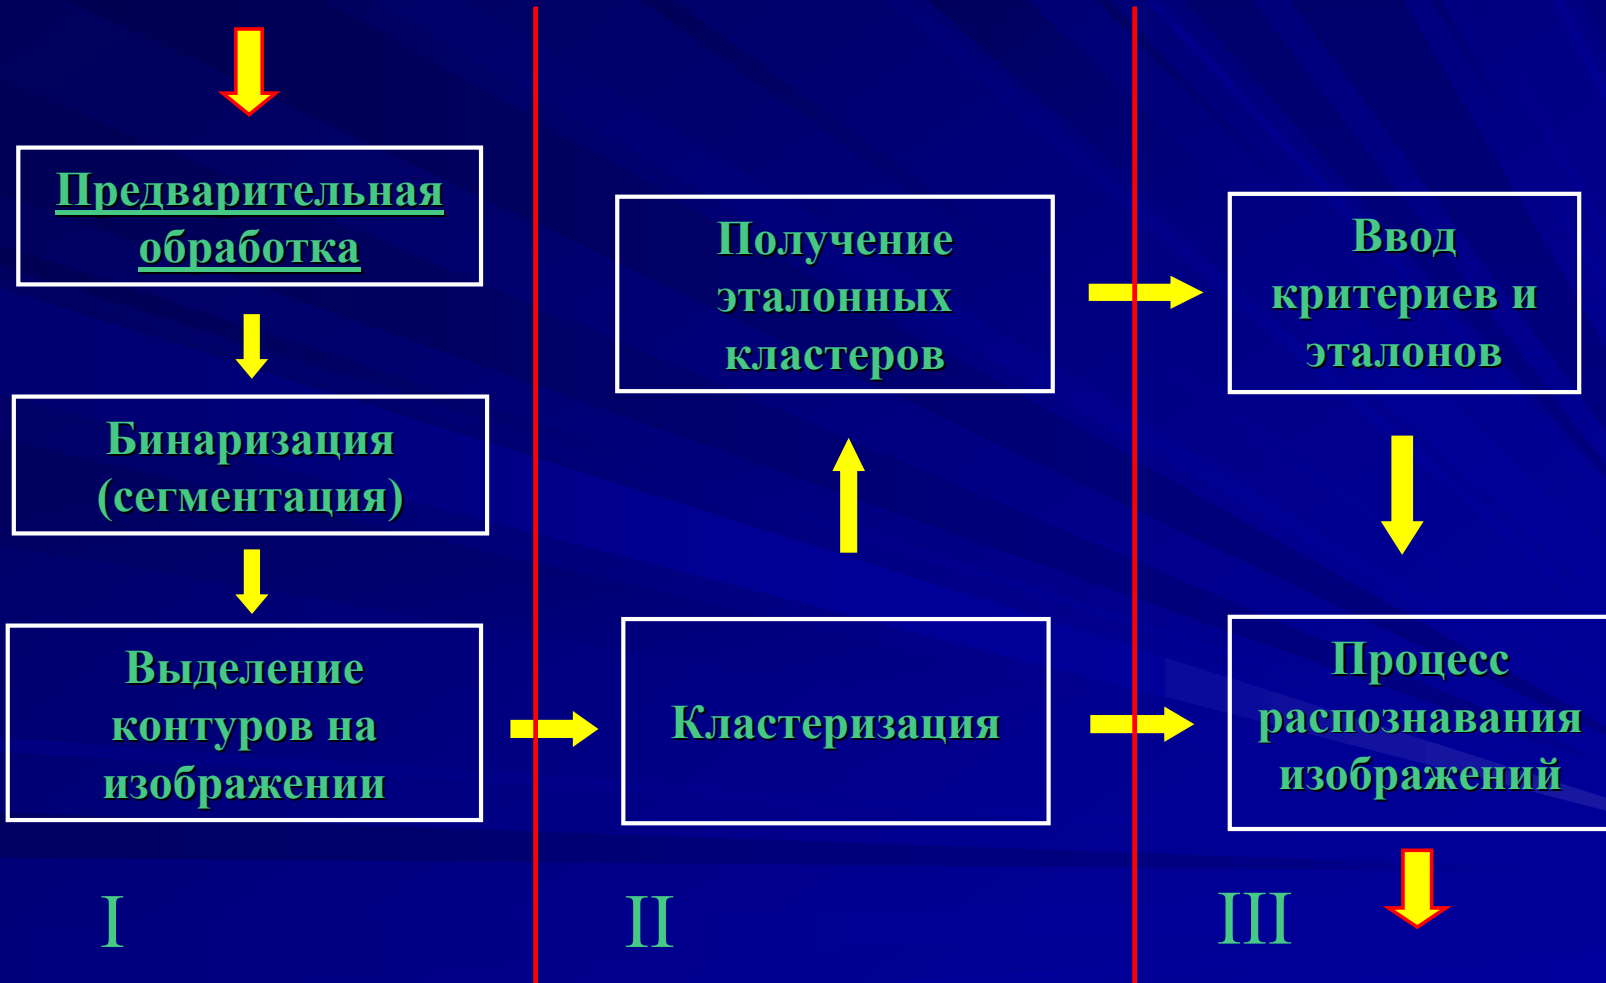 Предварительная
обработка
Бинаризация
(сегментация)
Выделение
контуров на
изображении
I
Получение
эталонных
кластеров
Кластеризация
II
Ввод
критериев и
эталонов
Процесс
распознавания
изображений
III